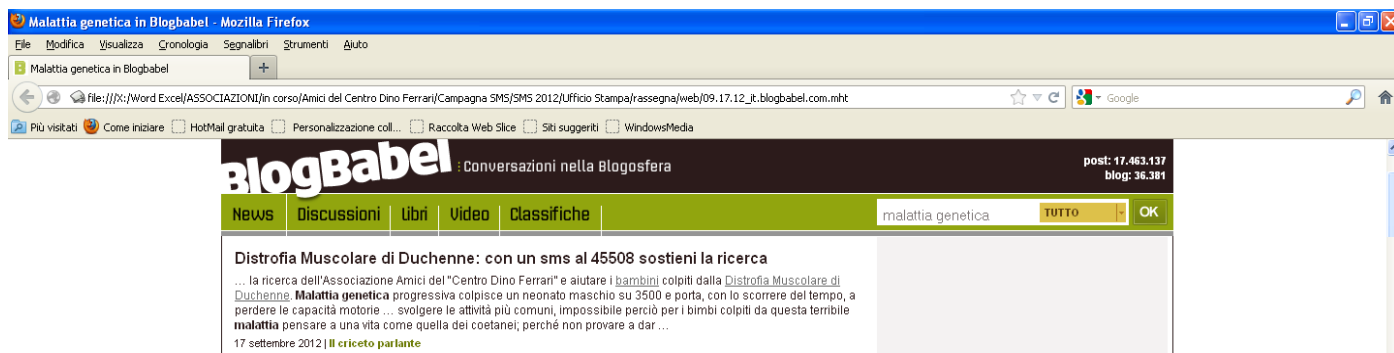 Malattia genetica in Blogbabel - Mozilla Firefox
File Modifica Visualizza Cronologia Segnalibri Strumenti Aiuto
Malattia genetica in Blogbabel
file:///X:/Word Excel/ASSOCIAZIONI/in corso/Amici del Centro Dino Ferrari/Campagna SMS/SMS 2012/Ufficio Stampa/rassegna/web/09.17.12_it.blogbabel.com.mht Google
Più visitati Come iniziare HotMail gratuita Personalizzazione coll... Raccolta Web Slice Siti suggeriti WindowsMedia
BlogBabel : Conversazioni nella Blogosfera
post: 17.463.137
blog: 36.381
News Discussioni Libri Video Classifiche malattia genetica TUTTO OK
Distrofia Muscolare di Duchenne: con un sms al 45508 sostieni la ricerca
… la ricerca dell'Associazione Amici del "Centro Dino Ferrari" e aiutare i bambini colpiti dalla Distrofia Muscolare di
Duchenne. Malattia genetica progressiva colpisce un neonato maschio su 3500 e porta, con lo scorrere del tempo, a
perdere le capacità motorie … svolgere le attività più comuni, impossibile perciò per i bimbi colpiti da questa terribile
malattia pensare a una vita come quella dei coetanei; perché non provare a dar …
17 settembre 2012 | Il criceto parlante